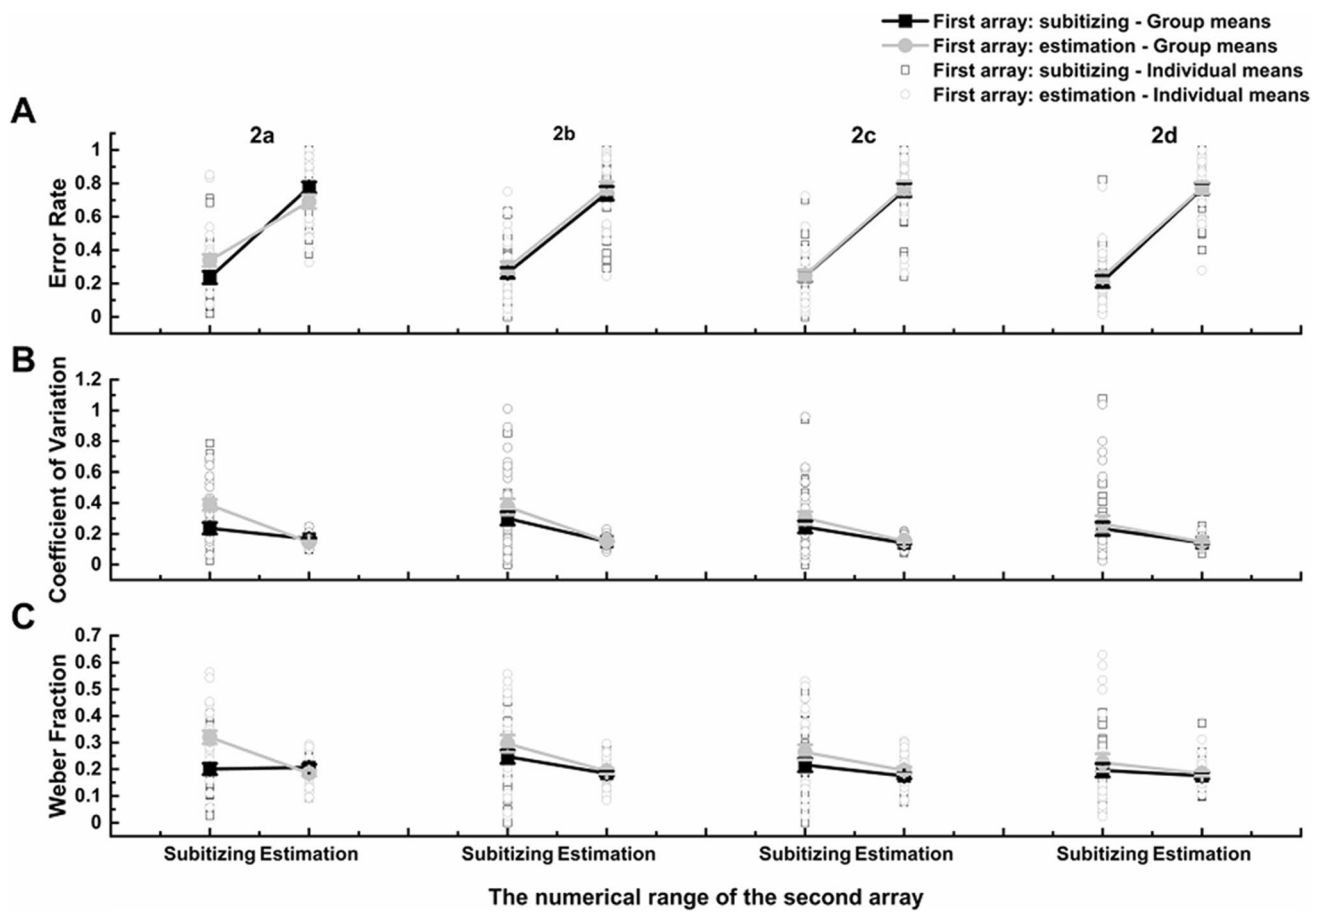 First array: subitizing - Group means
First array: estimation - Group means
First array: subitizing - Individual means
First array: estimation - Individual means
A
2a
2b
2c
2d
Error Rate
1
0.8
0.6
0.4
0.2
0
B
Coefficient of Variation
1.2
1
0.8
0.6
0.4
0.2
0
C
Weber Fraction
0.7
0.6
0.5
0.4
0.3
0.2
0.1
0
Subitizing Estimation
Subitizing Estimation
Subitizing Estimation
Subitizing Estimation
The numerical range of the second array